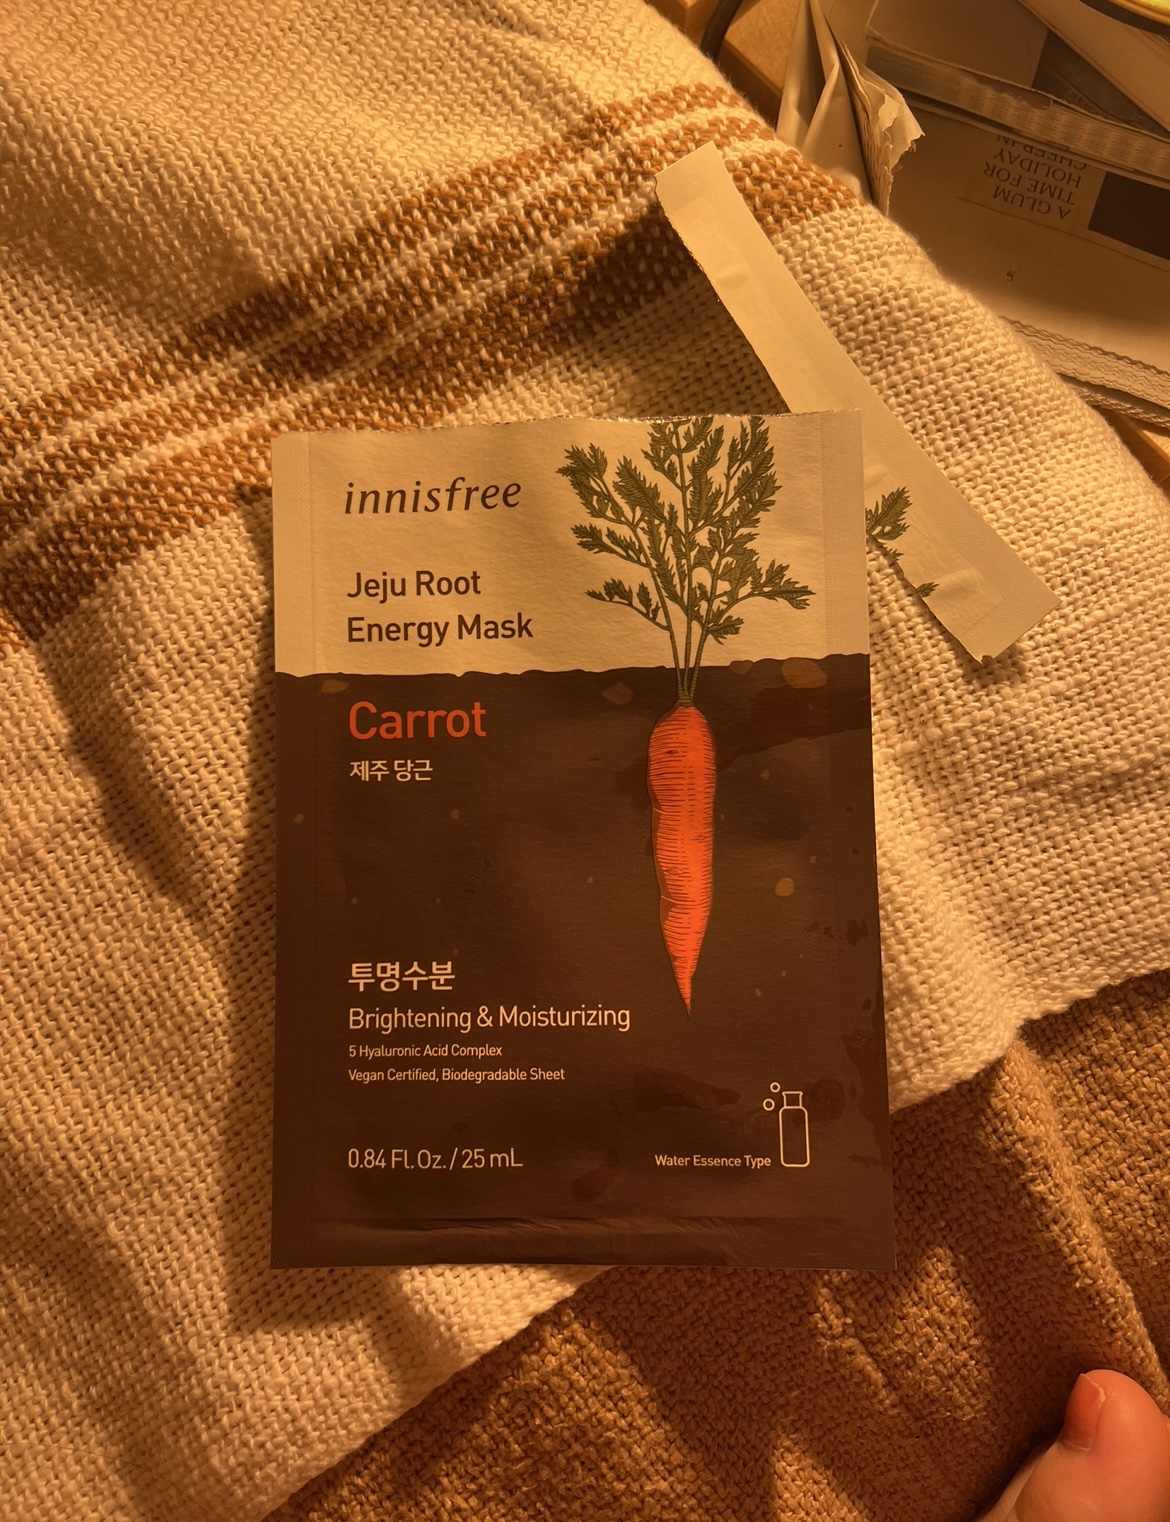 innisfree
Jeju Root
Energy Mask
Carrot
제주 당근
투명수분
Brightening & Moisturizing
5 Hyaluronic Acid Complex
Vegan Certified, Biodegradable Sheet
0.84 Fl. Oz. / 25 mL
Water Essence Type
A GLUM
TIME FOR
HOLIDAY
CHEER IN